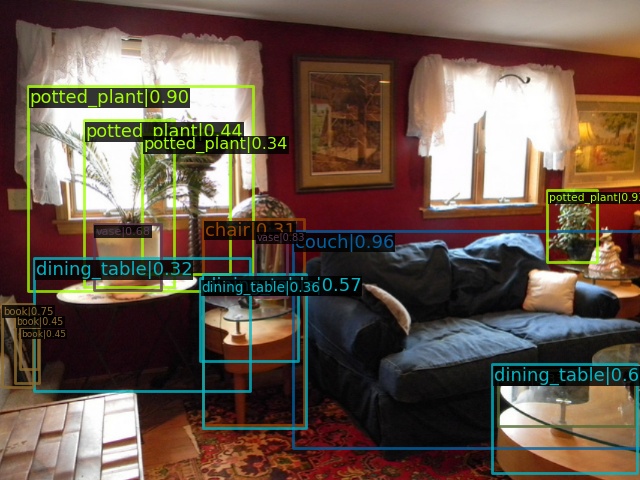 potted_plant|0.90
potted_plant|0.44
potted_plant|0.34
potted_plant|0.9
vase|0.68
chair|0.31
vase|0.83
couch|0.96
dining_table|0.32
dining_table|0.36
0.57
book|0.75
book|0.45
book|0.45
dining_table|0.6